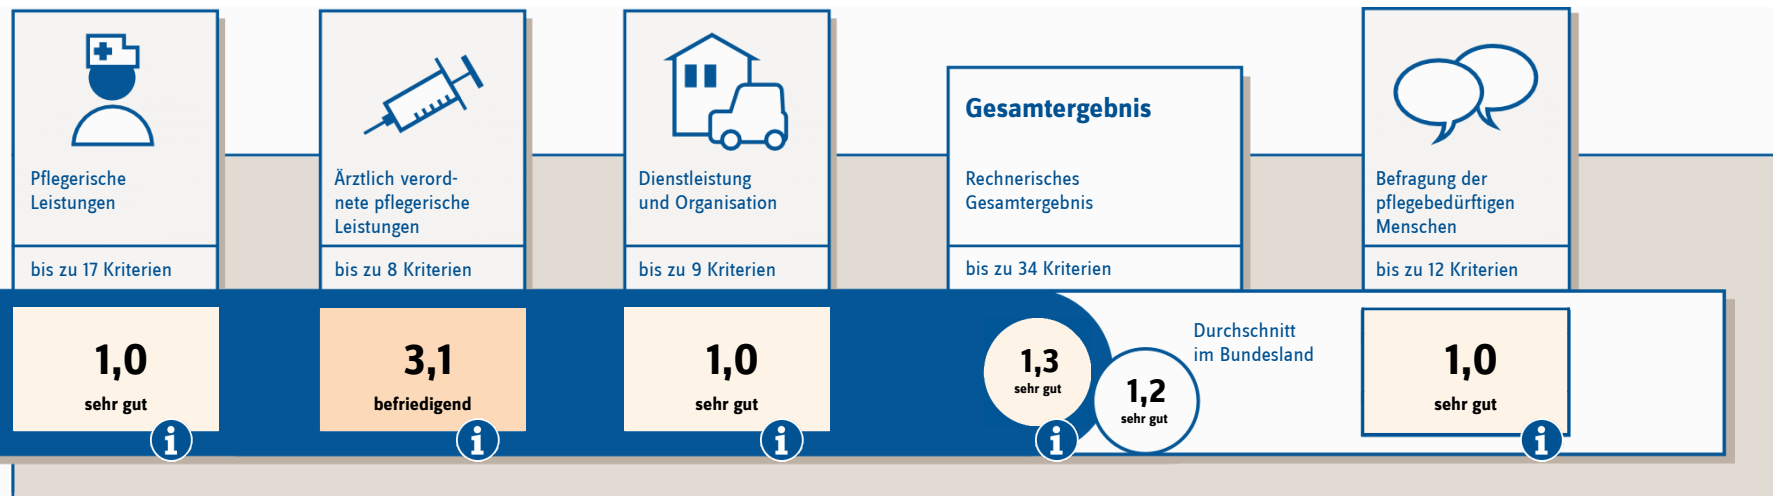 Pflegerische
Leistungen
bis zu 17 Kriterien
1,0
sehr gut
i
Ärztlich verord-
nete pflegerische
Leistungen
bis zu 8 Kriterien
3,1
befriedigend
i
Dienstleistung
und Organisation
bis zu 9 Kriterien
1,0
sehr gut
i
Gesamtergebnis
Rechnerisches
Gesamtergebnis
bis zu 34 Kriterien
1,3
sehr gut
i
1,2
sehr gut
Durchschnitt
im Bundesland
Befragung der
pflegebedürftigen
Menschen
bis zu 12 Kriterien
1,0
sehr gut
i